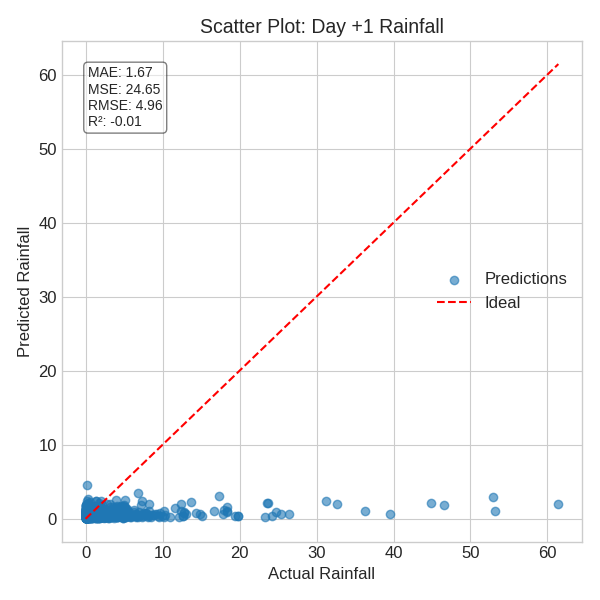 Scatter Plot: Day +1 Rainfall
MAE: 1.67
MSE: 24.65
RMSE: 4.96
R²: -0.01
60
50
40
30
20
10
0
Predicted Rainfall
Predictions
Ideal
0 10 20 30 40 50 60
Actual Rainfall